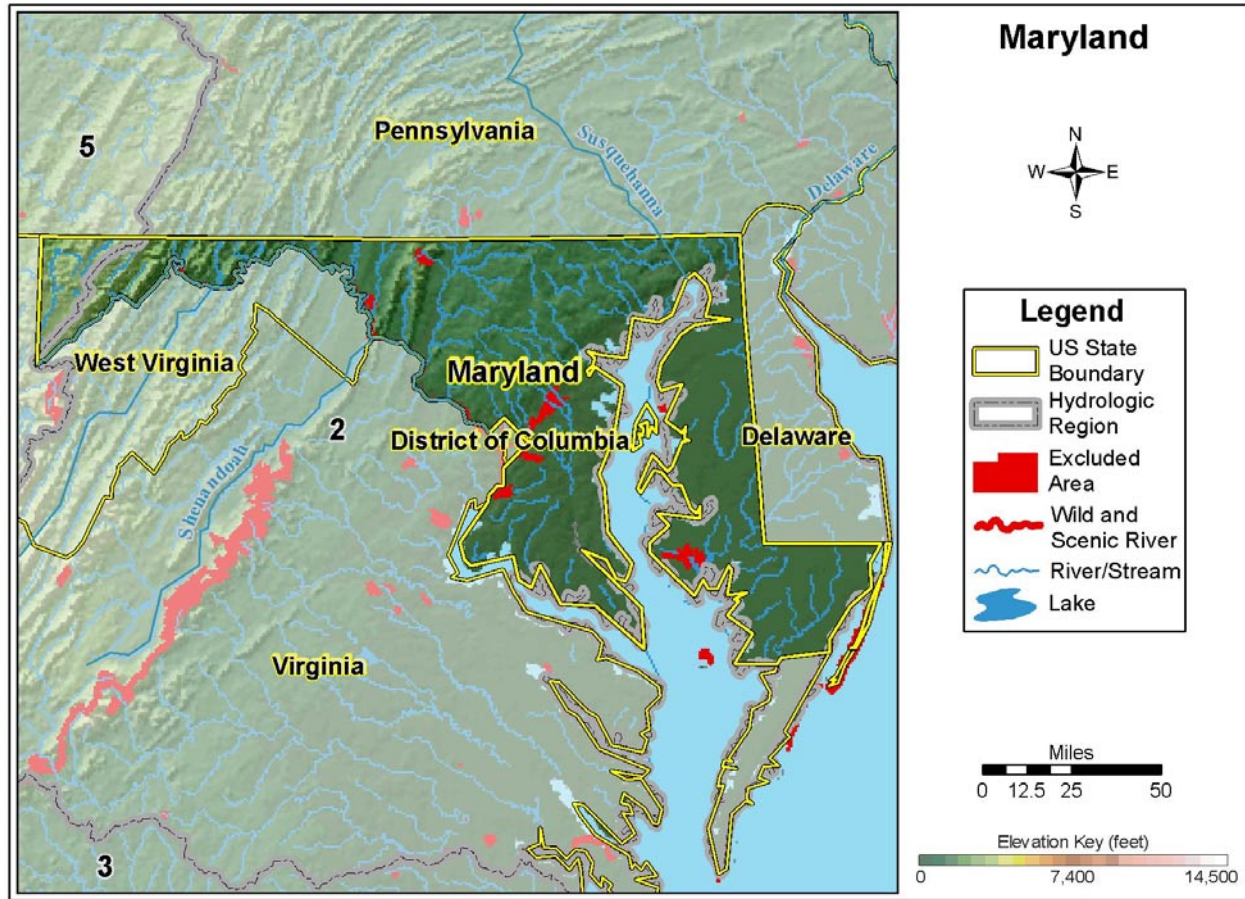 Maryland
5
Pennsylvania
Susquehanna
Delaware
N
W E
S
West Virginia
Maryland
2
District of Columbia
Delaware
Shenandoah
Virginia
3
Legend
US State
Boundary
Hydrologic
Region
Excluded
Area
Wild and
Scenic River
River/Stream
Lake
Miles
0 12.5 25 50
Elevation Key (feet)
0 7,400 14,500